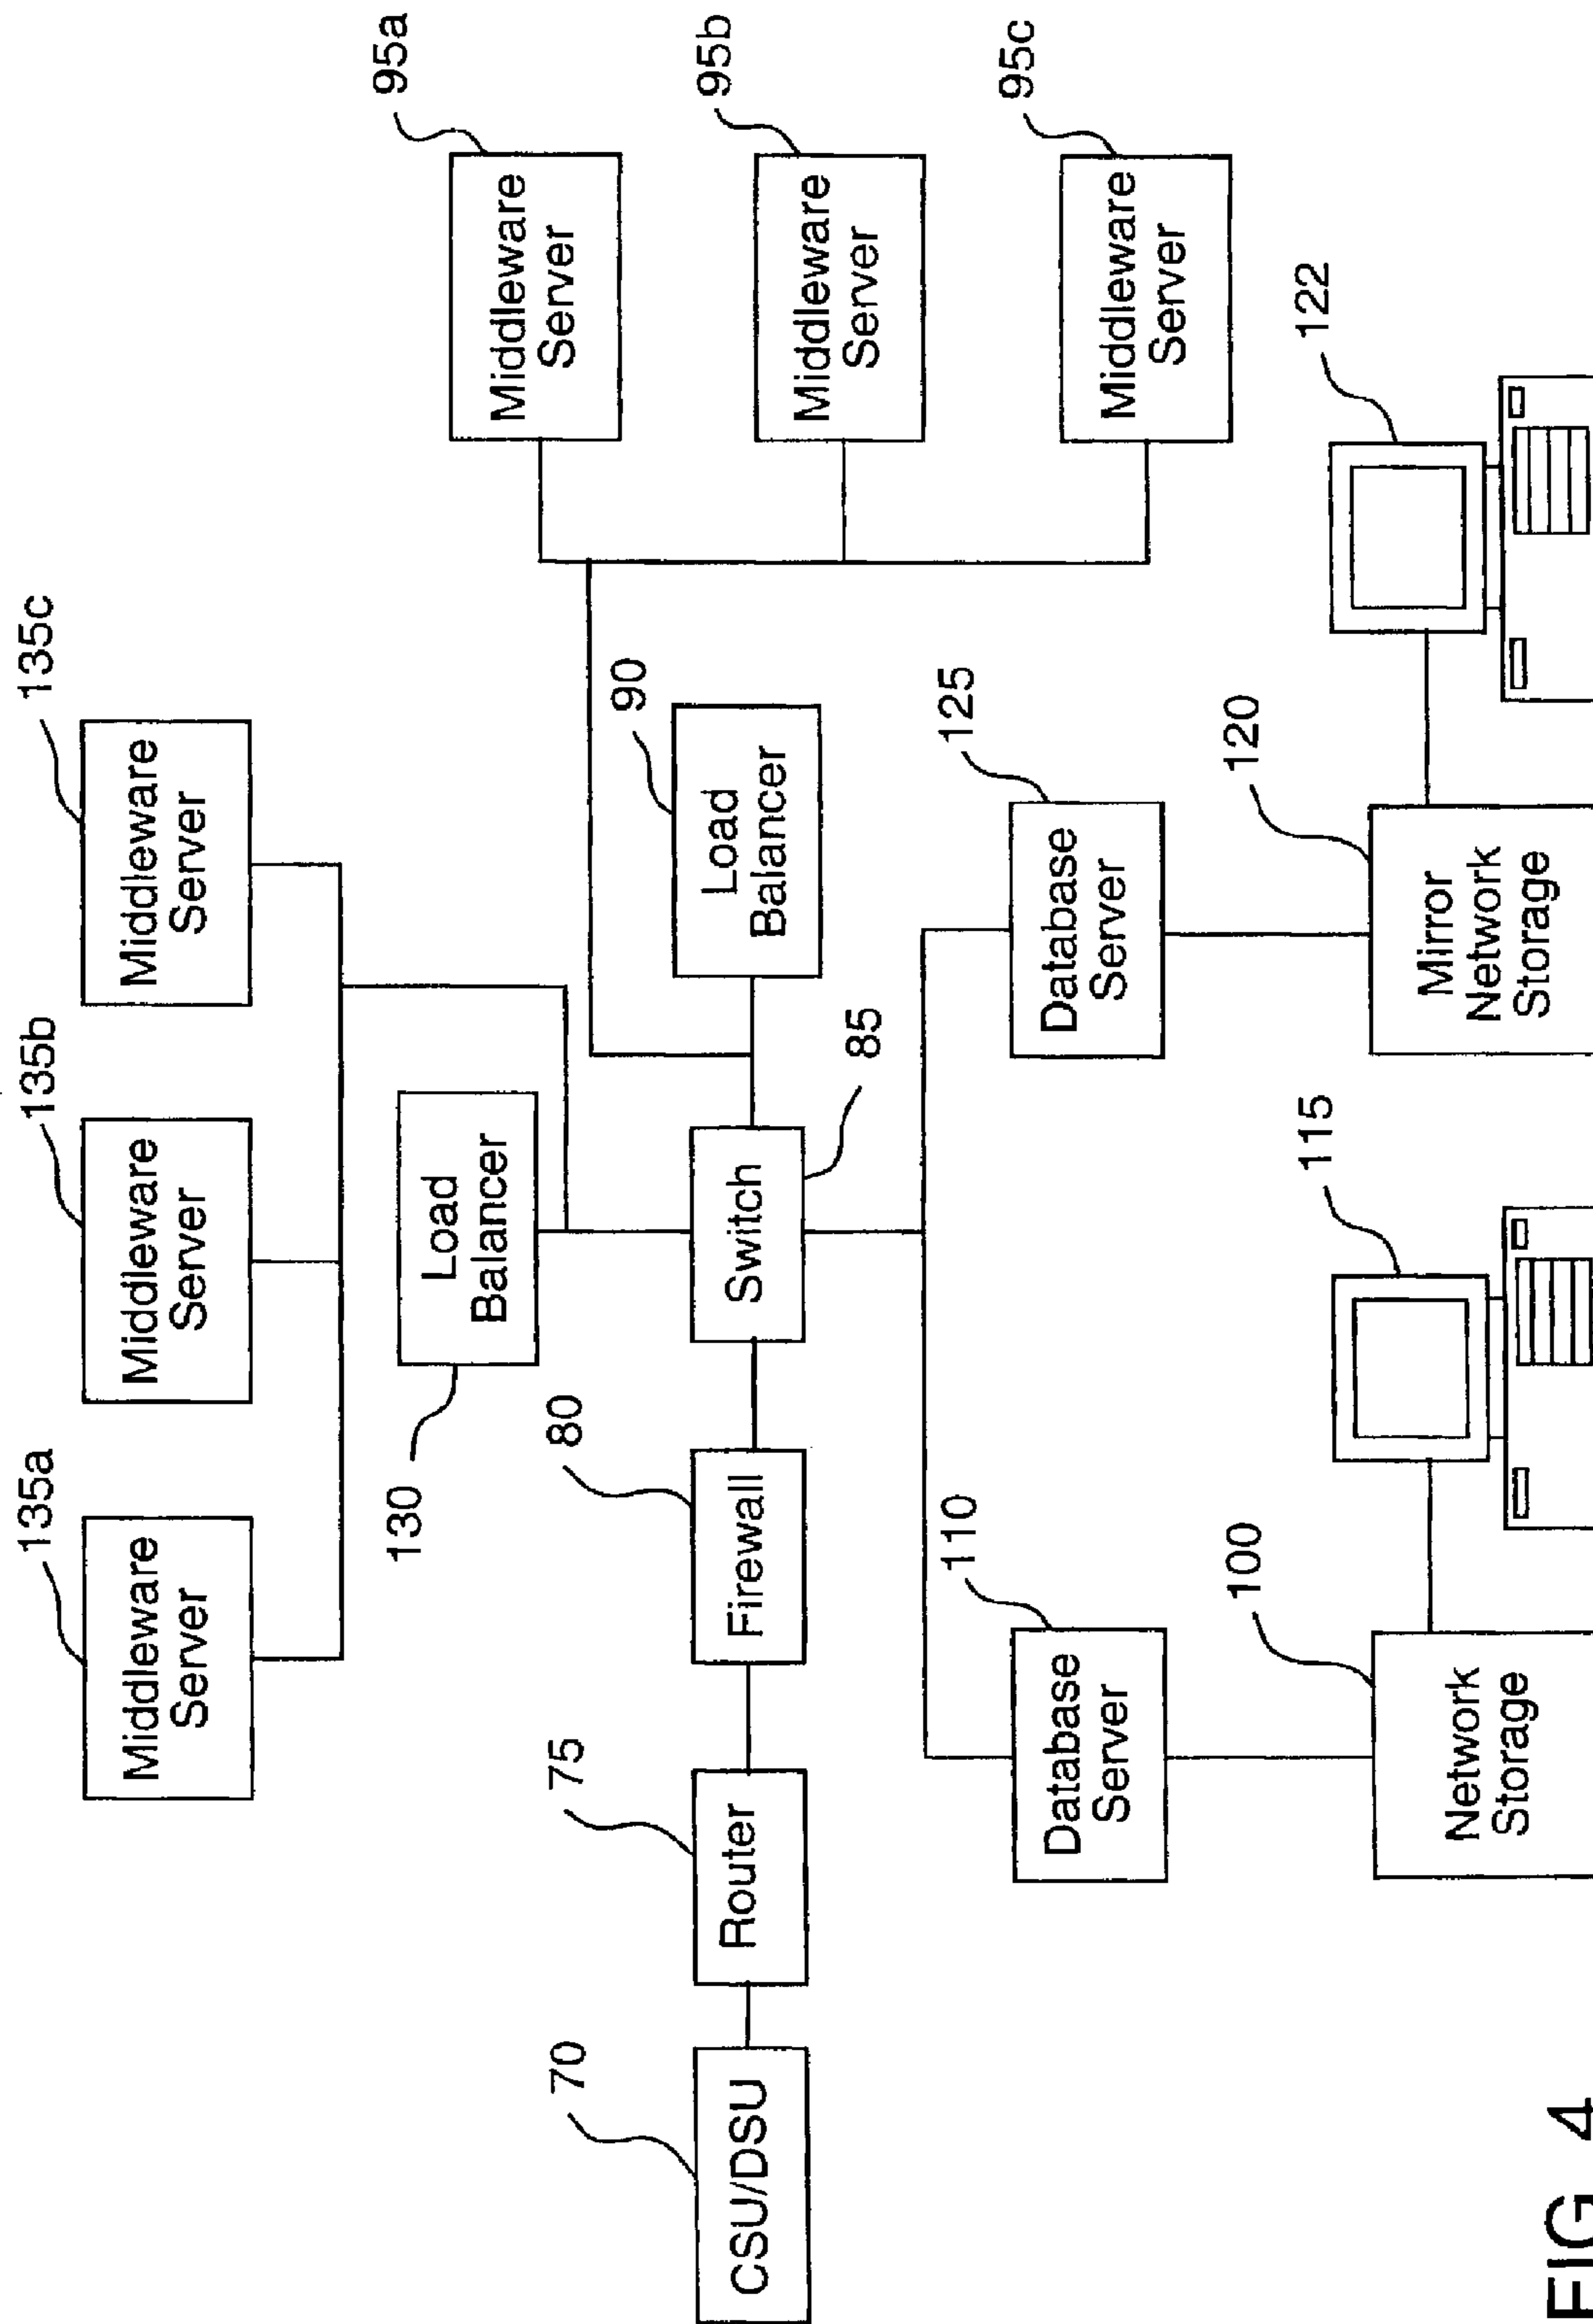 135a
135b
135c
Middleware
Server
Middleware
Server
Middleware
Server
95a
Middleware
Server
130
Load
Balancer
90
Load
Balancer
95b
Middleware
Server
70
75
80
CSU/DSU
Router
Firewall
Switch
85
95c
Middleware
Server
110
Database
Server
125
Database
Server
100
Network
Storage
115
120
Mirror
Network
Storage
122
FIG. 4